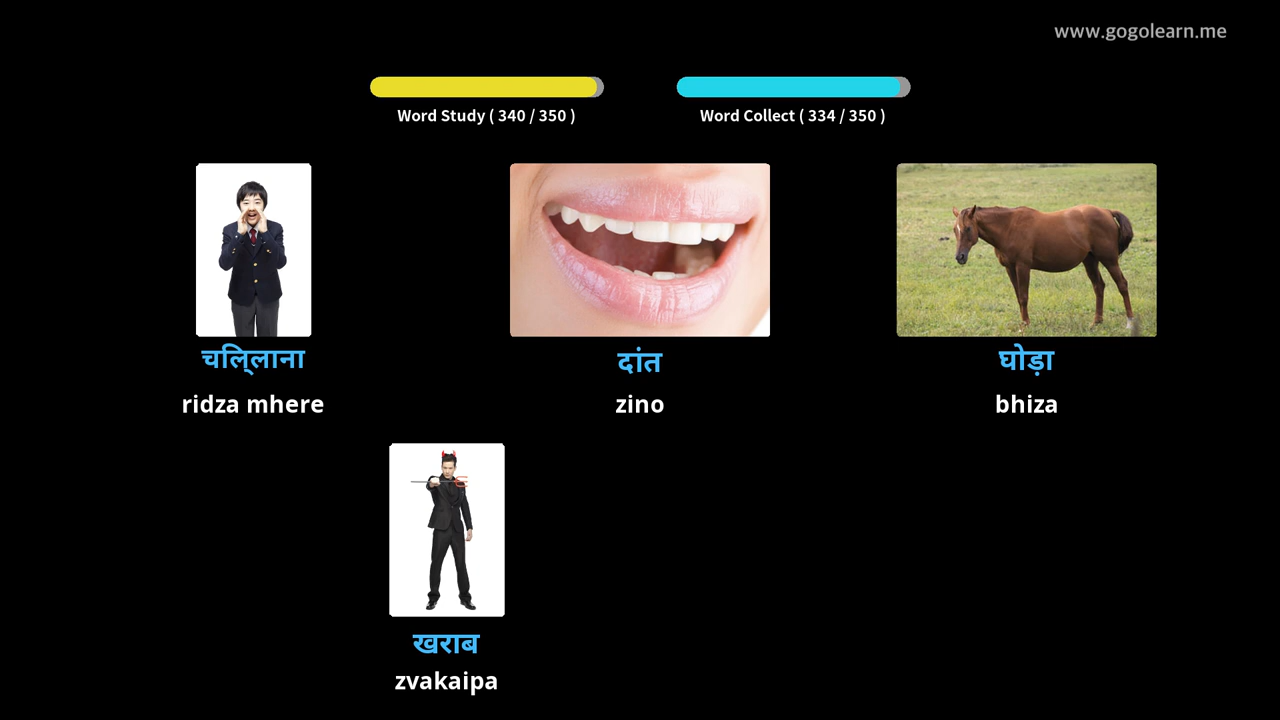 www.gogolearn.me
Word Study ( 340 / 350 )
Word Collect ( 334 / 350 )
चलि्लाना
दांत
घोड़ा
ridza mhere
zino
bhiza
खराब
zvakaipa